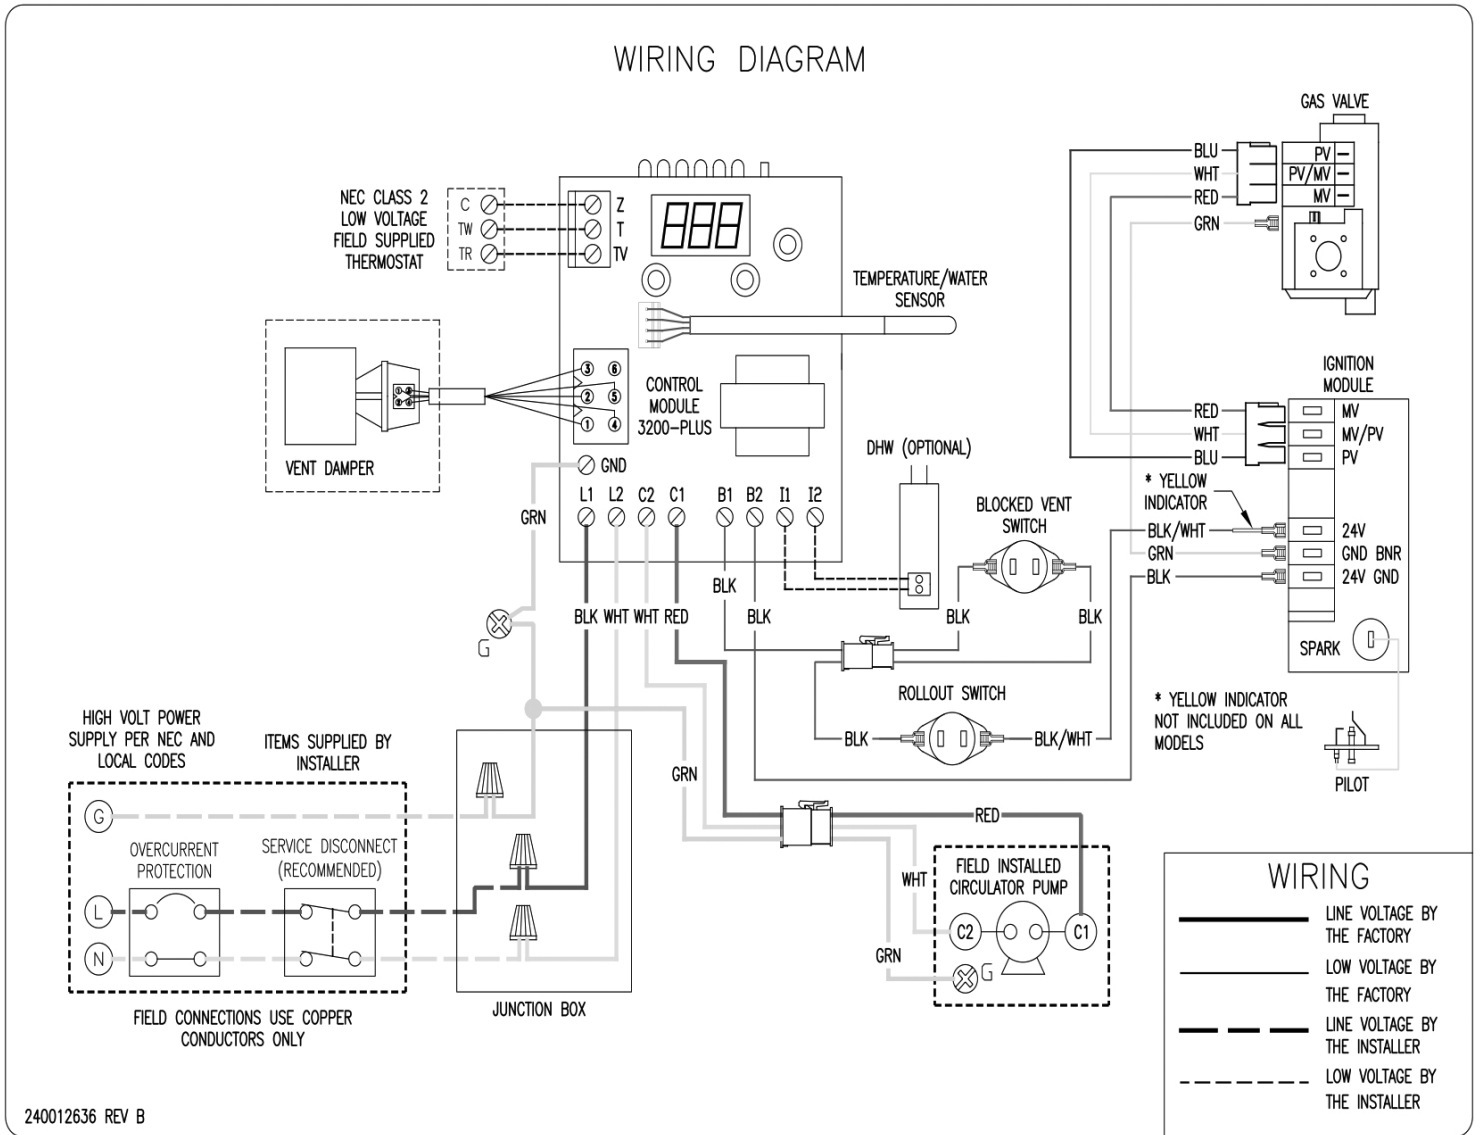 WIRING DIAGRAM
NEC CLASS 2
LOW VOLTAGE
FIELD SUPPLIED
THERMOSTAT
C
TW
TR
Z
T
TV
888
TEMPERATURE/WATER
SENSOR
VENT DAMPER
3 6
2 5
1 4
CONTROL
MODULE
3200-PLUS
GND
L1 L2 C2 C1 B1 B2 I1 I2
GRN
BLK WHT WHT RED
BLK
BLK
G
DHW (OPTIONAL)
BLOCKED VENT
SWITCH
BLK
BLK
ROLLOUT SWITCH
BLK
BLK/WHT
GAS VALVE
BLU
WHT
RED
GRN
PV
PV/MV
MV
IGNITION
MODULE
RED
WHT
BLU
MV
MV/PV
PV
* YELLOW
INDICATOR
BLK/WHT
GRN
BLK
24V
GND BNR
24V GND
SPARK
* YELLOW INDICATOR
NOT INCLUDED ON ALL
MODELS
PILOT
HIGH VOLT POWER
SUPPLY PER NEC AND
LOCAL CODES
ITEMS SUPPLIED BY
INSTALLER
G
L
N
OVERCURRENT
PROTECTION
SERVICE DISCONNECT
(RECOMMENDED)
FIELD CONNECTIONS USE COPPER
CONDUCTORS ONLY
JUNCTION BOX
GRN
RED
WHT
GRN
FIELD INSTALLED
CIRCULATOR PUMP
C2
C1
G
WIRING
LINE VOLTAGE BY
THE FACTORY
LOW VOLTAGE BY
THE FACTORY
LINE VOLTAGE BY
THE INSTALLER
LOW VOLTAGE BY
THE INSTALLER
240012636 REV B